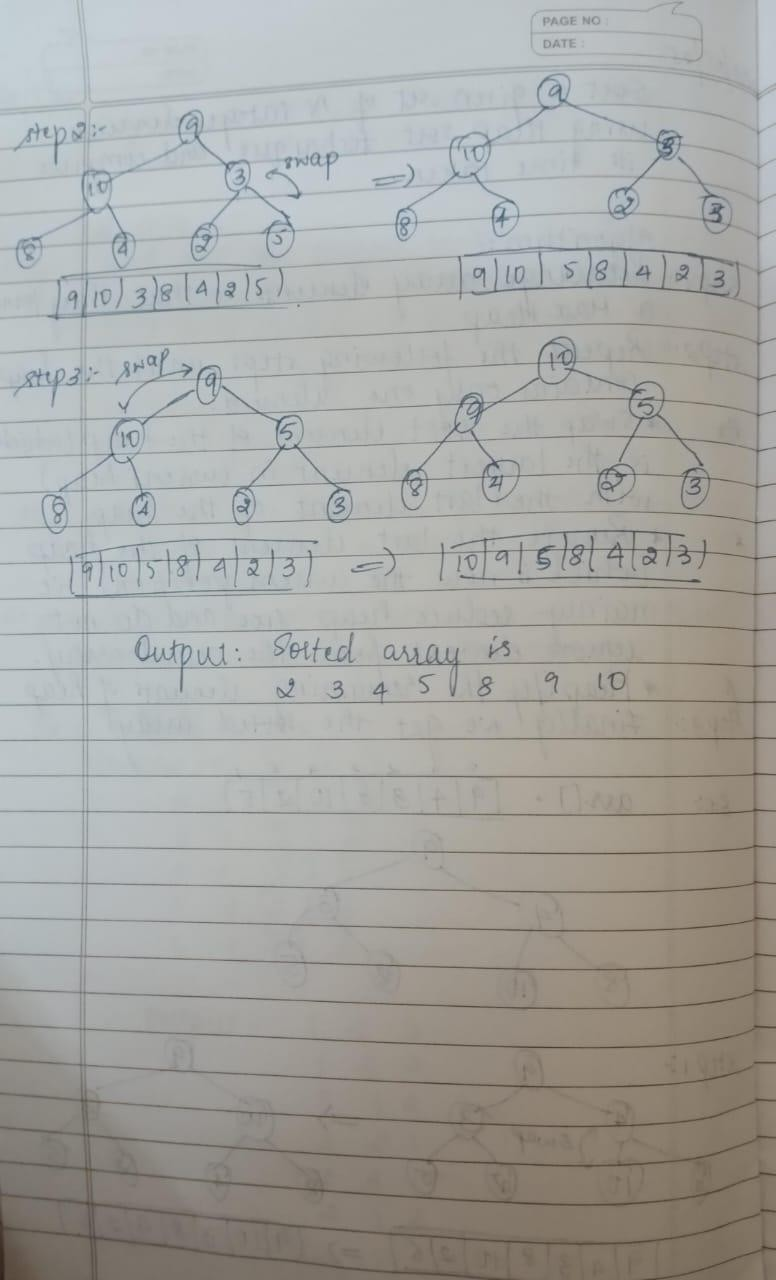 PAGE NO :
DATE :
step 2:-
9
10 3 swap
8 4 2 5
=>
9
10 5
8 4 2 3
9 10 3 8 4 2 5
9 10 5 8 4 2 3
step 3:- swap
9
10 5
8 4 2 3
10
9 5
8 4 2 3
9 10 5 8 4 2 3 => 10 9 5 8 4 2 3
Output: Sorted array is
2 3 4 5 8 9 10